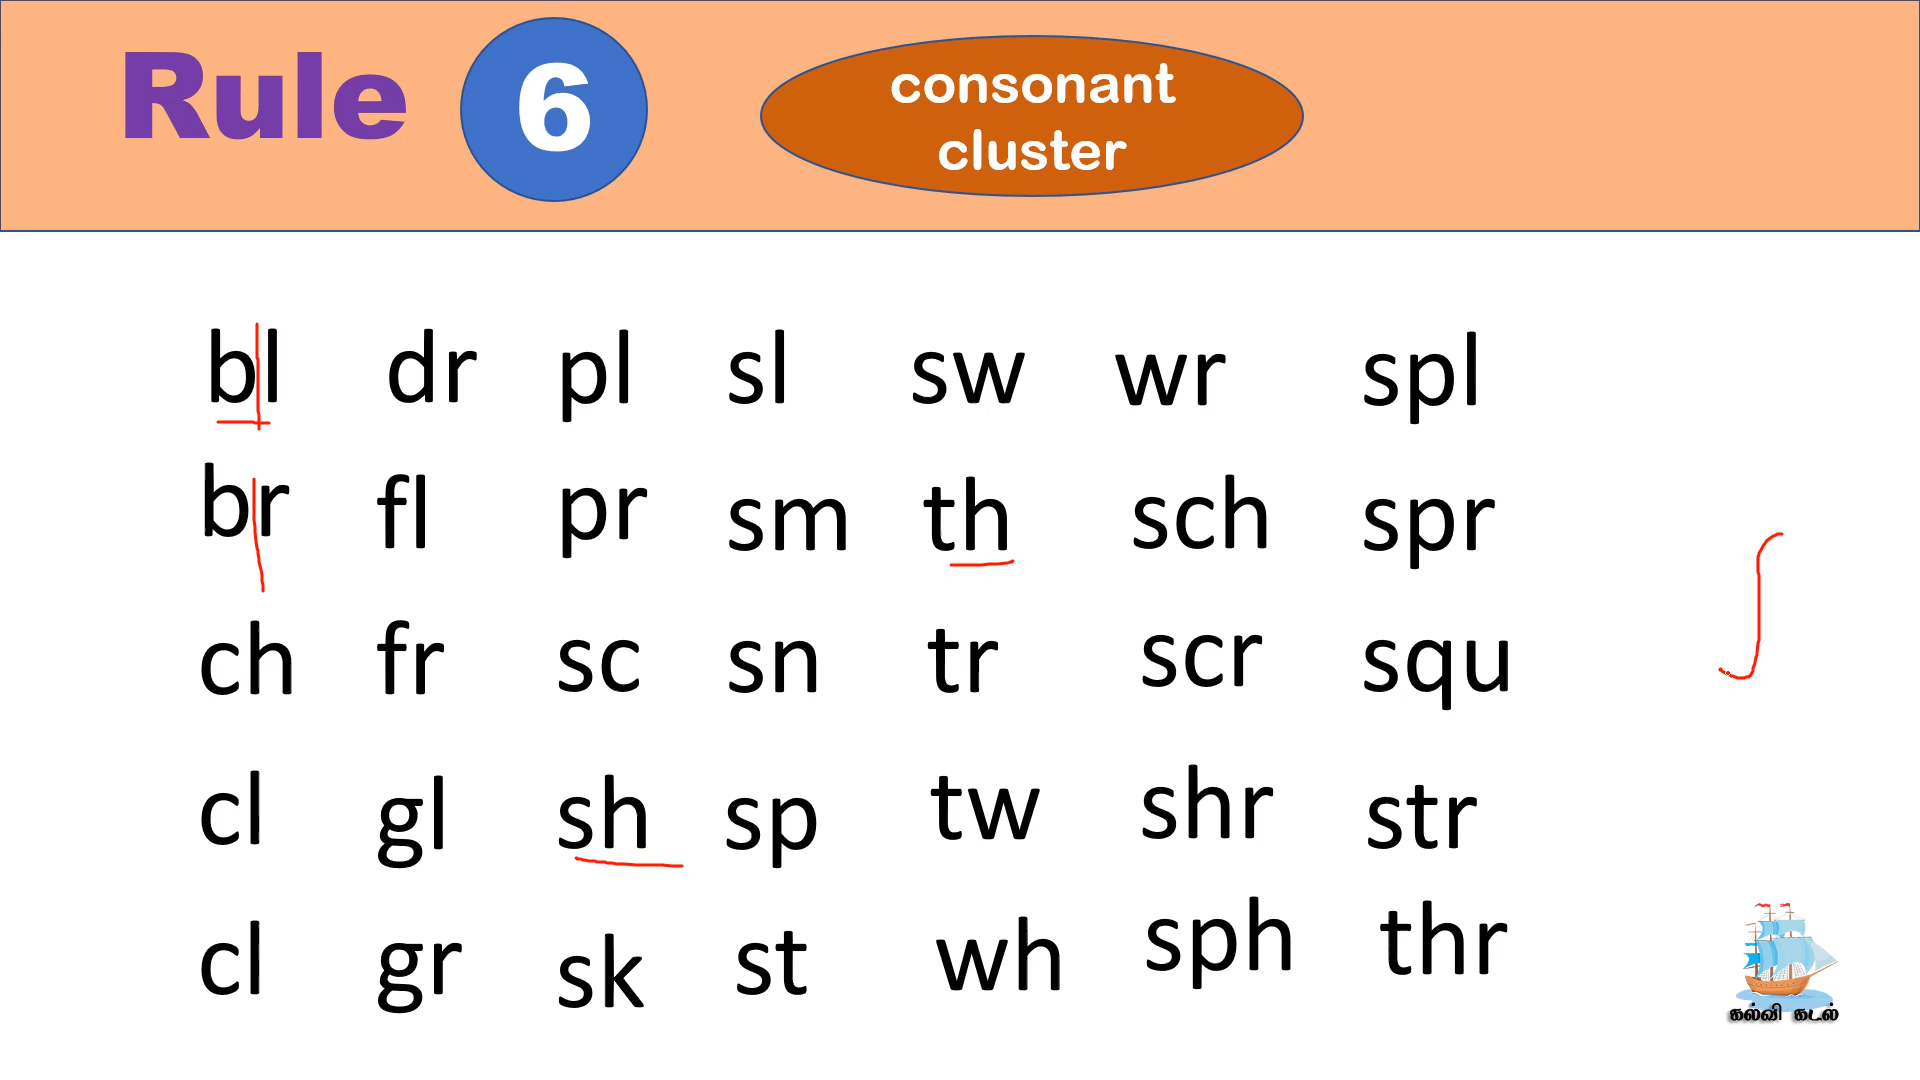 Rule 6 consonant
cluster
bl dr pl sl sw wr spl
br fl pr sm th sch spr
ch fr sc sn tr scr squ
cl gl sh sp tw shr str
cl gr sk st wh sph thr
கல்வி கடல்